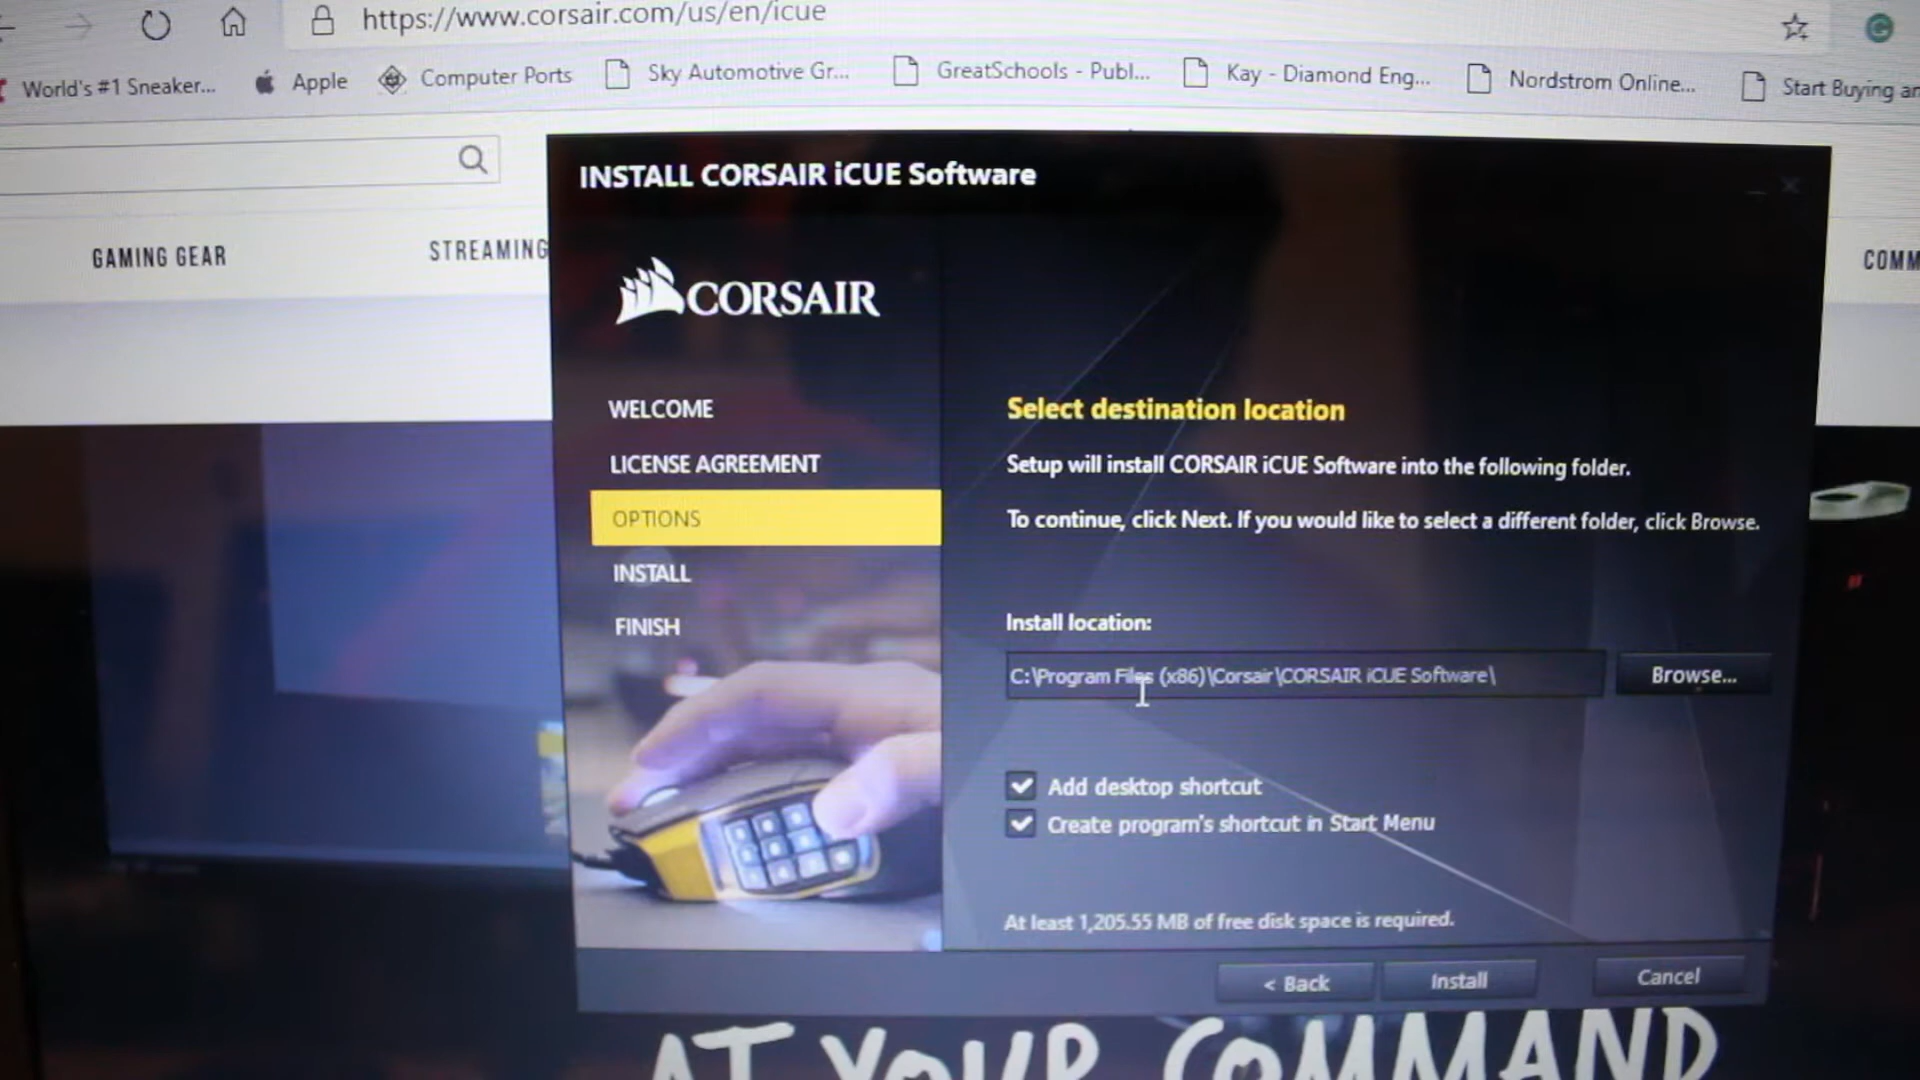 https://www.corsair.com/us/en/icue
World's #1 Sneaker...
Apple
Computer Ports
Sky Automotive Gr...
GreatSchools - Publ...
Kay - Diamond Eng...
Nordstrom Online...
Start Buying an
GAMING GEAR
STREAMING
COMM
INSTALL CORSAIR iCUE Software
CORSAIR
WELCOME
LICENSE AGREEMENT
OPTIONS
INSTALL
FINISH
Select destination location
Setup will install CORSAIR iCUE Software into the following folder.
To continue, click Next. If you would like to select a different folder, click Browse.
Install location:
C:\Program Files (x86)\Corsair\CORSAIR iCUE Software\
Browse...
Add desktop shortcut
Create program's shortcut in Start Menu
At least 1,205.55 MB of free disk space is required.
< Back
Install
Cancel
AT YOUR COMMAND